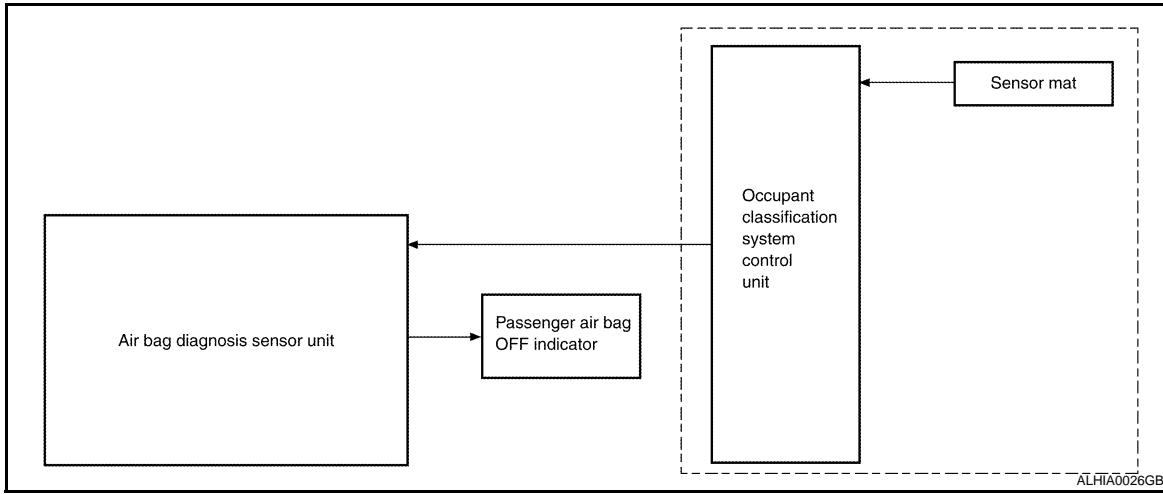 Sensor mat
Occupant
classification
system
control
unit
Air bag diagnosis sensor unit
Passenger air bag
OFF indicator
ALHIA0026GB